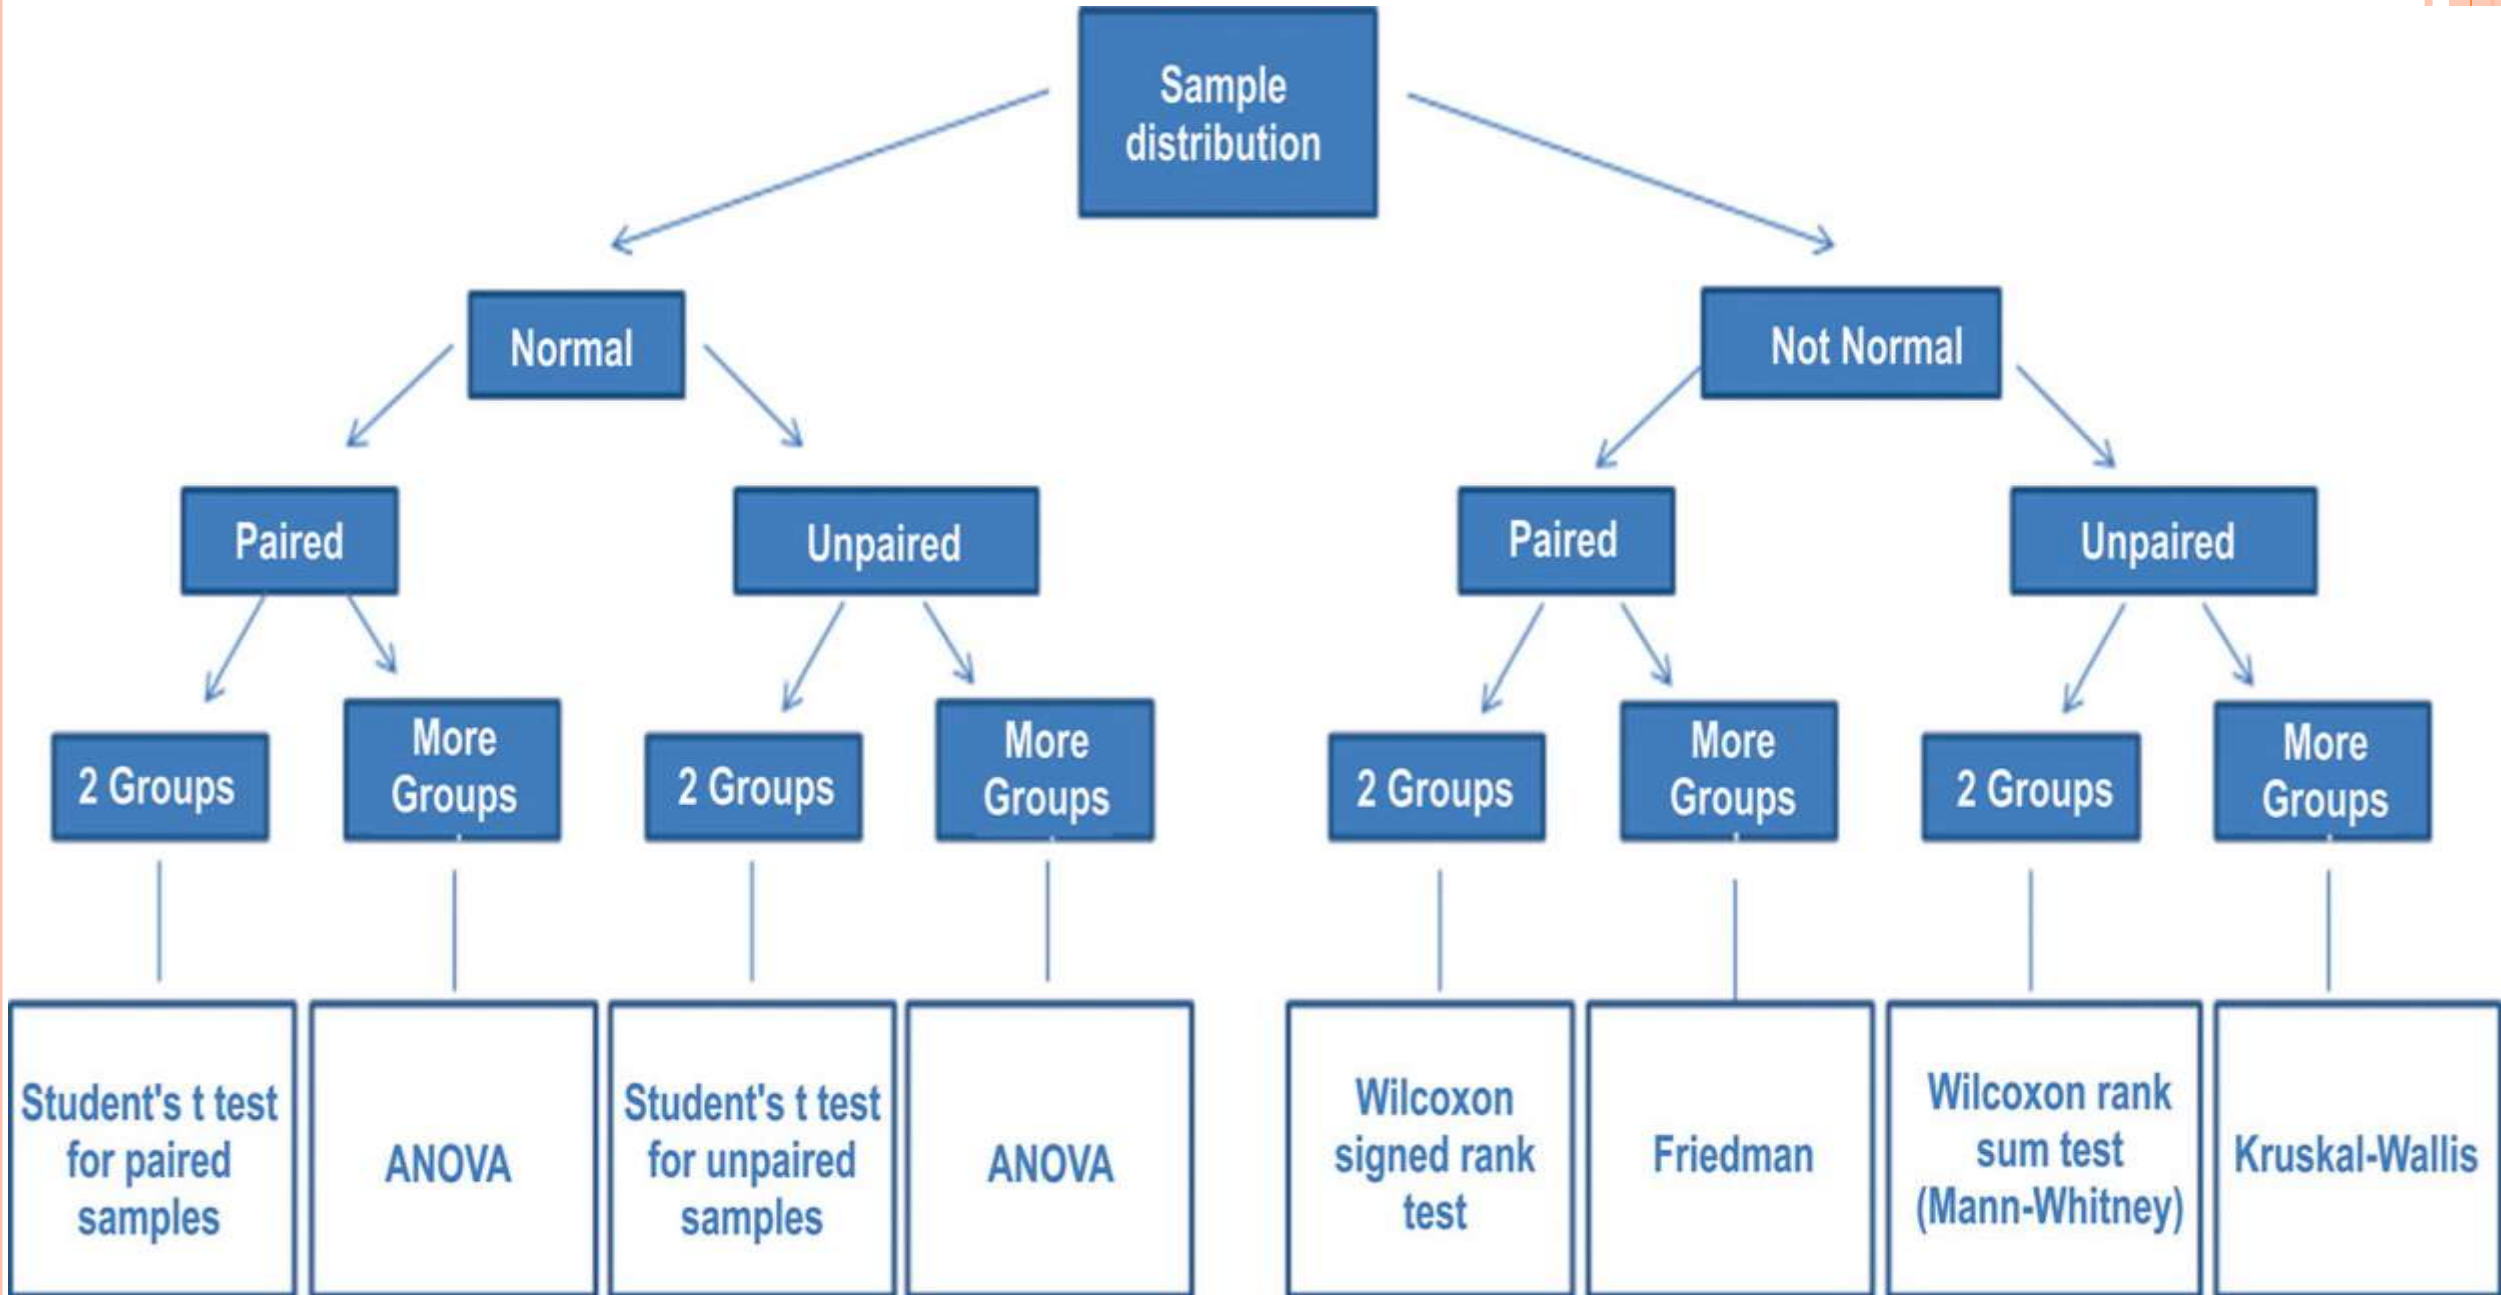 Sample
distribution
Normal
Not Normal
Paired
Unpaired
Paired
Unpaired
2 Groups
More
Groups
2 Groups
More
Groups
2 Groups
More
Groups
2 Groups
More
Groups
Student's t test
for paired
samples
ANOVA
Student's t test
for unpaired
samples
ANOVA
Wilcoxon
signed rank
test
Friedman
Wilcoxon rank
sum test
(Mann-Whitney)
Kruskal-Wallis